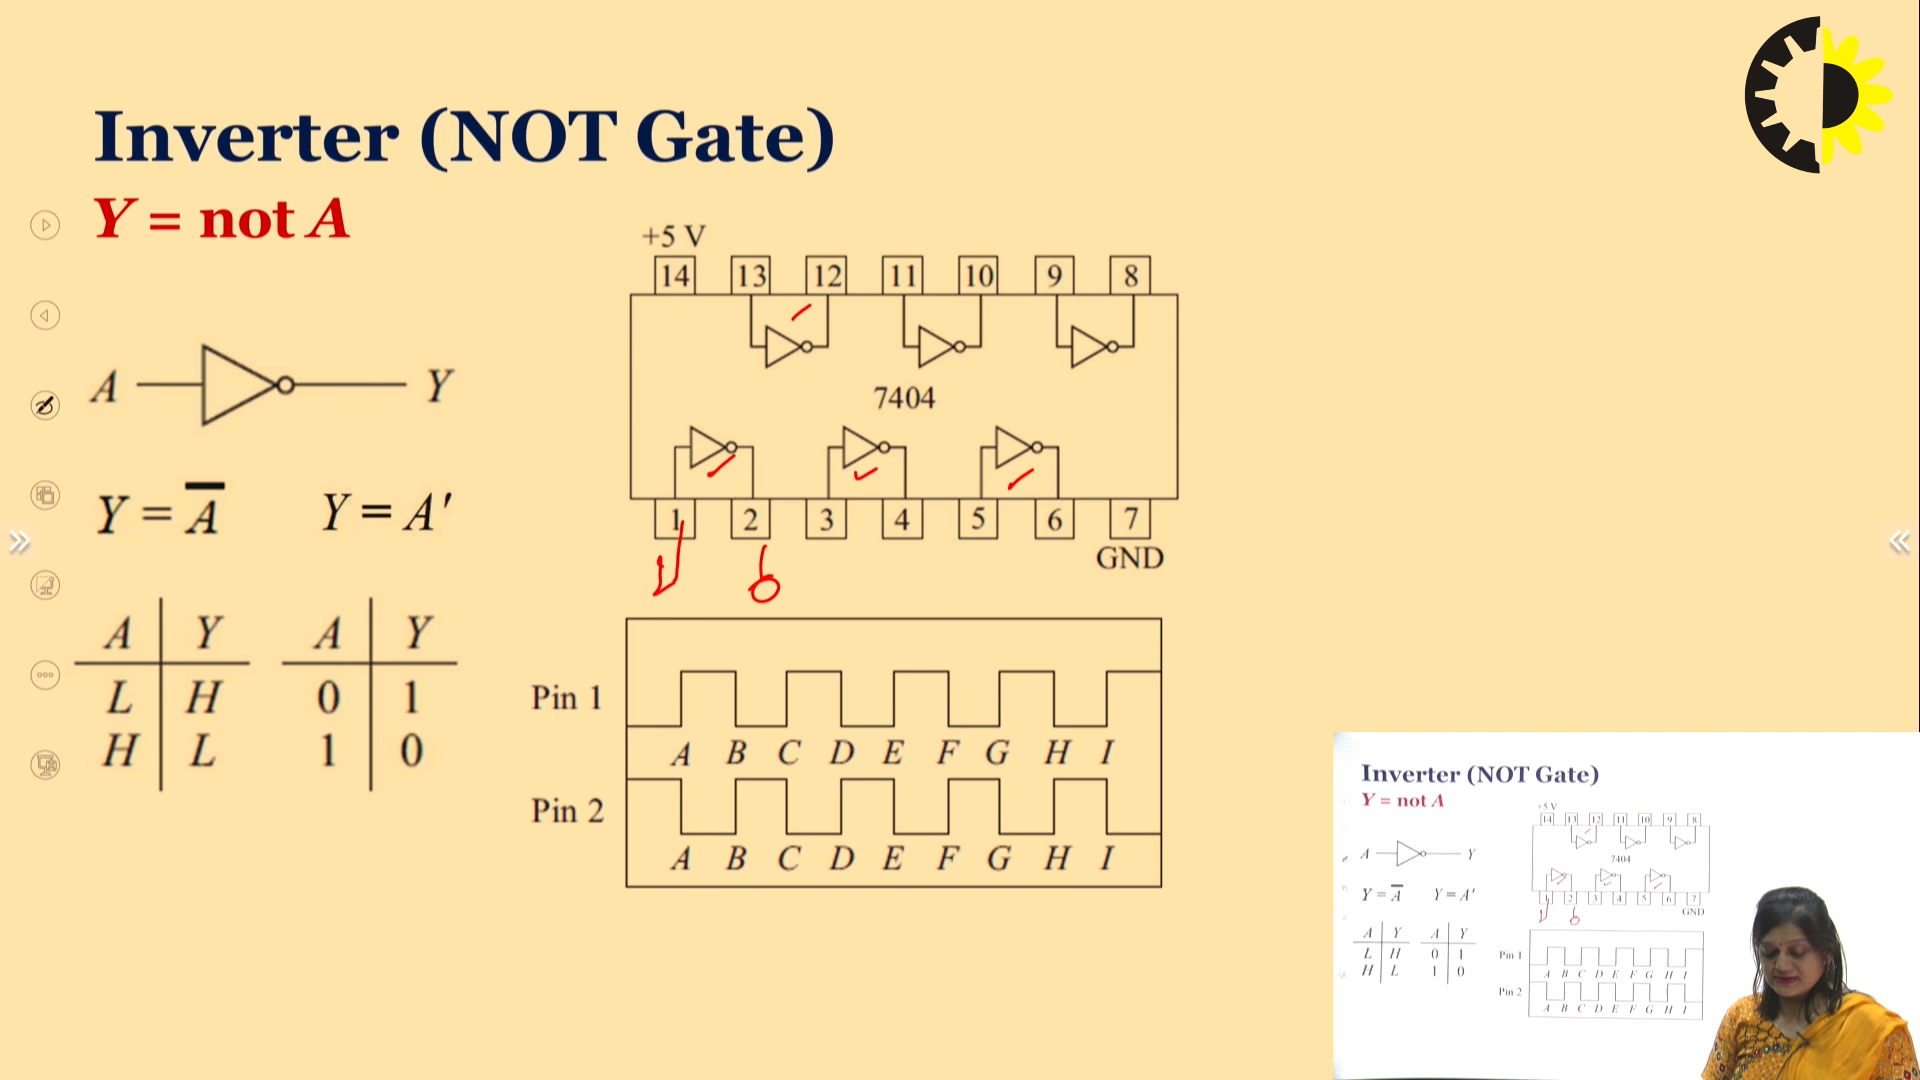 Inverter (NOT Gate)
Y = not A
+5 V
14 13 12 11 10 9 8
A Y
7404
Y = A̅ Y = A′
1 2 3 4 5 6 7
GND
A Y A Y
L H 0 1
H L 1 0
Pin 1
A B C D E F G H I
Pin 2
A B C D E F G H I
Inverter (NOT Gate)
Y = not A
+5 V
14 13 12 11 10 9 8
A Y
7404
Y = A̅ Y = A′
1 2 3 4 5 6 7
GND
A Y A Y
L H 0 1
H L 1 0
Pin 1
A B C D E F G H I
Pin 2
A B C D E F G H I